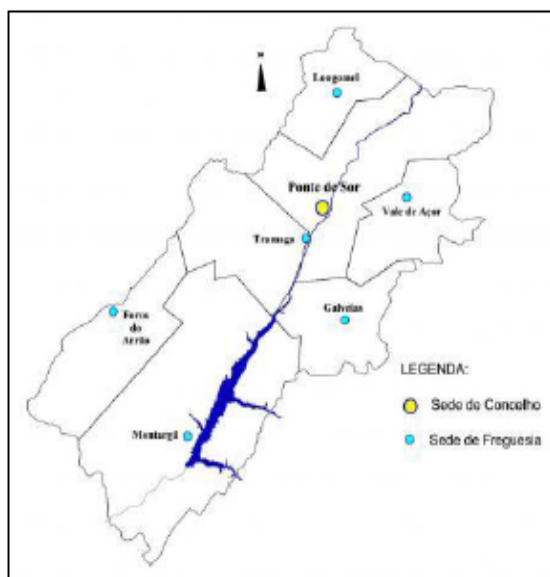 N
Longomel
Ponte de Sor
Vale de Açor
Tramaga
Foros
do
Arrão
Galveias
LEGENDA:
Sede de Concelho
Montargil
Sede de Freguesia